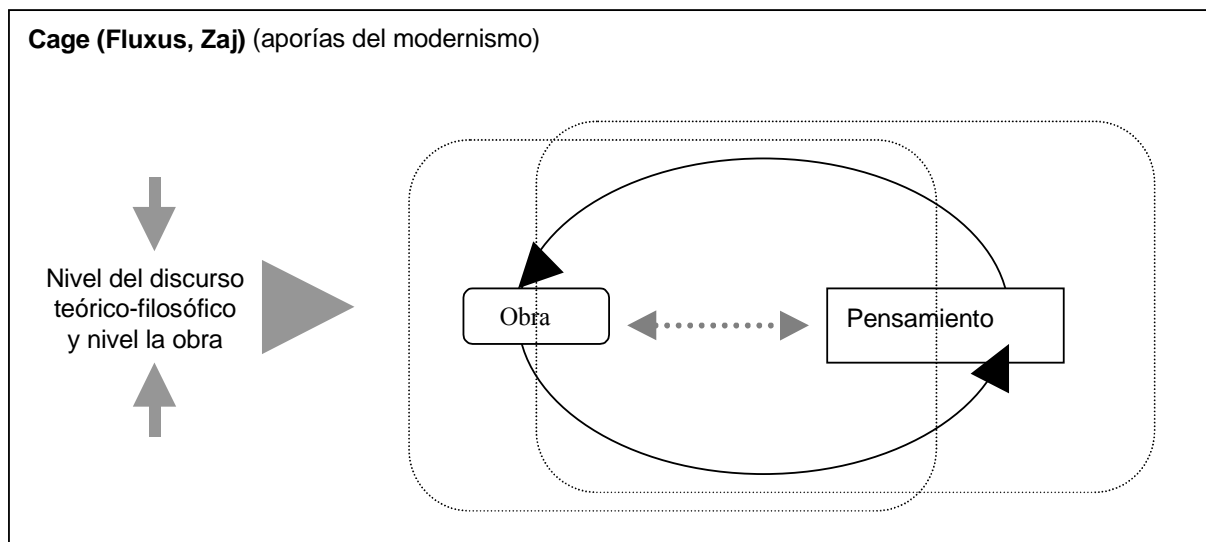 Cage (Fluxus, Zaj) (aporías del modernismo)
Nivel del discurso
teórico-filosófico
y nivel la obra
Obra
Pensamiento